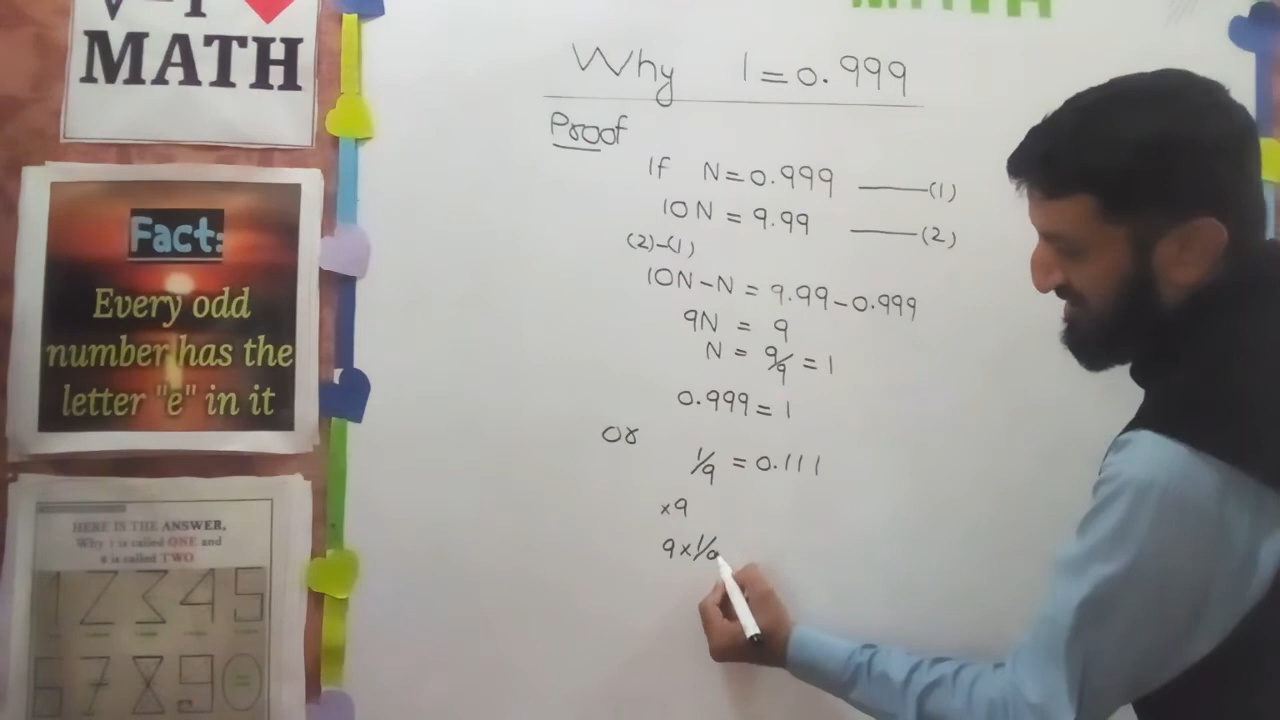 MATH
Fact:
Every odd
number has the
letter "e" in it
HERE IS THE ANSWER,
Why 1 is called ONE and
is called TWO
1 2 3 4 5
6 7 8 9 0
MATH
Why 1 = 0.999
Proof
If N = 0.999 ——(1)
10N = 9.99 ——(2)
(2)-(1)
10N-N = 9.99-0.999
9N = 9
N = 9/9 = 1
0.999 = 1
or
1/9 = 0.111
×9
9×1/9